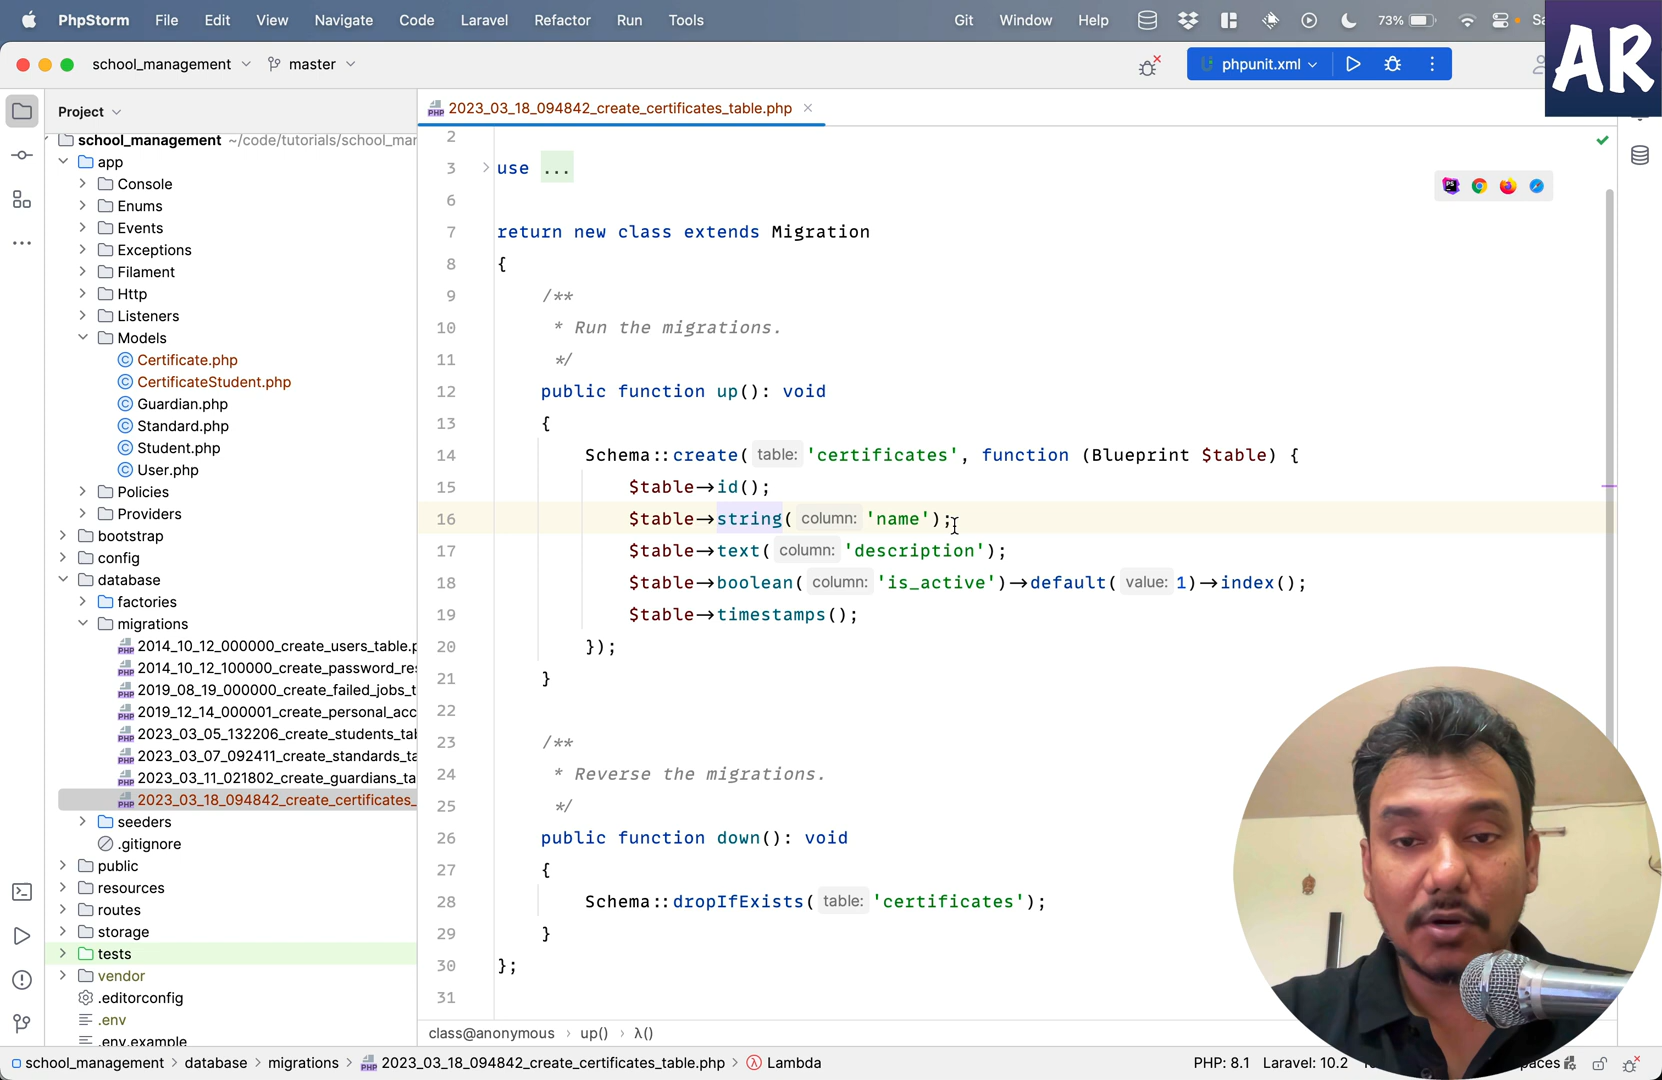 PhpStorm File Edit View Navigate Code Laravel Refactor Run Tools Git Window Help 73%
AR
school_management master phpunit.xml
Project
2023_03_18_094842_create_certificates_table.php
school_management ~/code/tutorials/school_mar
app
Console
Enums
Events
Exceptions
Filament
Http
Listeners
Models
Certificate.php
CertificateStudent.php
Guardian.php
Standard.php
Student.php
User.php
Policies
Providers
bootstrap
config
database
factories
migrations
2014_10_12_000000_create_users_table.p
2014_10_12_100000_create_password_res
2019_08_19_000000_create_failed_jobs_t
2019_12_14_000001_create_personal_acc
2023_03_05_132206_create_students_tab
2023_03_07_092411_create_standards_ta
2023_03_11_021802_create_guardians_ta
2023_03_18_094842_create_certificates_
seeders
.gitignore
public
resources
routes
storage
tests
vendor
.editorconfig
.env
.env.example
2
3 use ...
6
7 return new class extends Migration
8 {
9 /**
10 * Run the migrations.
11 */
12 public function up(): void
13 {
14 Schema::create( table: 'certificates', function (Blueprint $table) {
15 $table->id();
16 $table->string( column: 'name');
17 $table->text( column: 'description');
18 $table->boolean( column: 'is_active')->default( value: 1)->index();
19 $table->timestamps();
20 });
21 }
22
23 /**
24 * Reverse the migrations.
25 */
26 public function down(): void
27 {
28 Schema::dropIfExists( table: 'certificates');
29 }
30 };
31
class@anonymous › up() › λ()
school_management › database › migrations › 2023_03_18_094842_create_certificates_table.php › Lambda PHP: 8.1 Laravel: 10.2